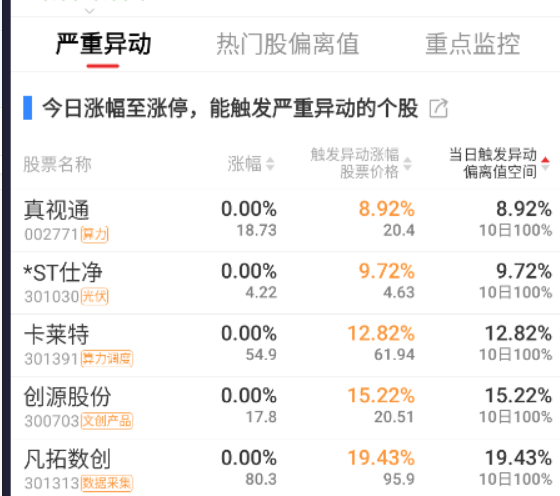 严重异动 热门股偏离值 重点监控
今日涨幅至涨停，能触发严重异动的个股
股票名称 涨幅 触发异动涨幅 股票价格 当日触发异动 偏离值空间
真视通 0.00% 8.92% 8.92%
002771 算力 18.73 20.4 10日100%
*ST仕净 0.00% 9.72% 9.72%
301030 光伏 4.22 4.63 10日100%
卡莱特 0.00% 12.82% 12.82%
301391 算力调度 54.9 61.94 10日100%
创源股份 0.00% 15.22% 15.22%
300703 文创产品 17.8 20.51 10日100%
凡拓数创 0.00% 19.43% 19.43%
301313 数据采集 80.3 95.9 10日100%